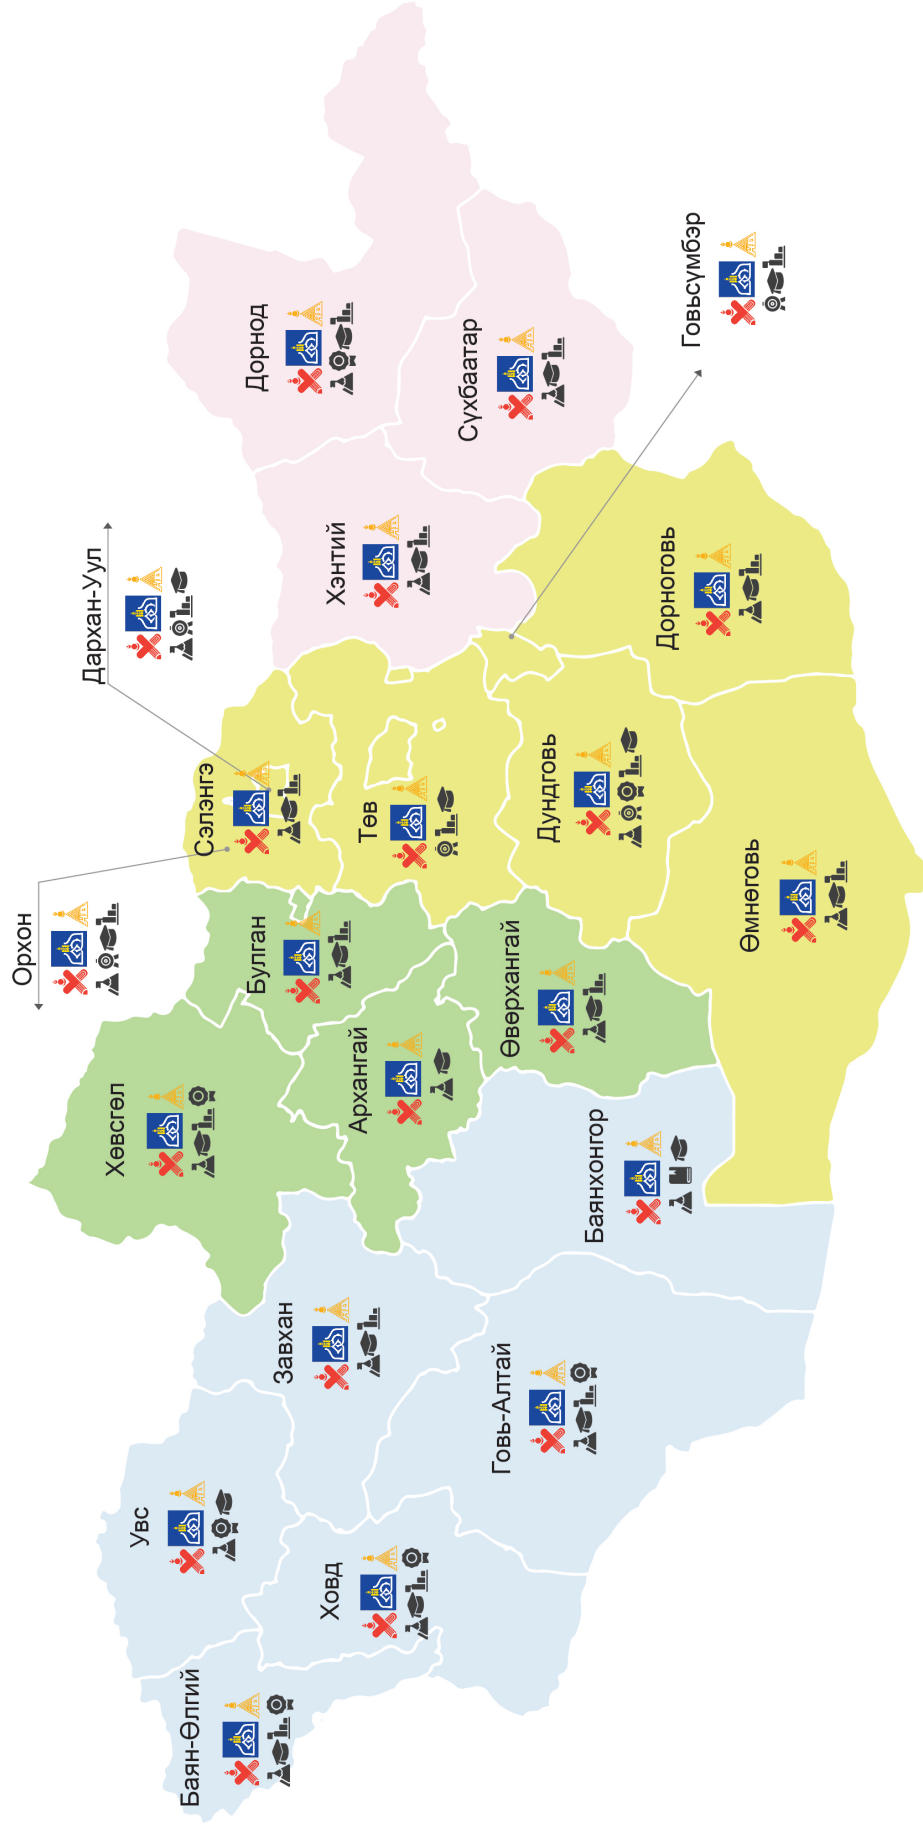 Орхон
Дархан-Уул
Хөвсгөл
Увс
Баян-Өлгий
Сэлэнгэ
Булган
Дорнод
Завхан
Ховд
Хэнтий
Төв
Архангай
Сүхбаатар
Говь-Алтай
Өвөрхангай
Дундговь
Баянхонгор
Дорноговь
Говьсүмбэр
Өмнөговь